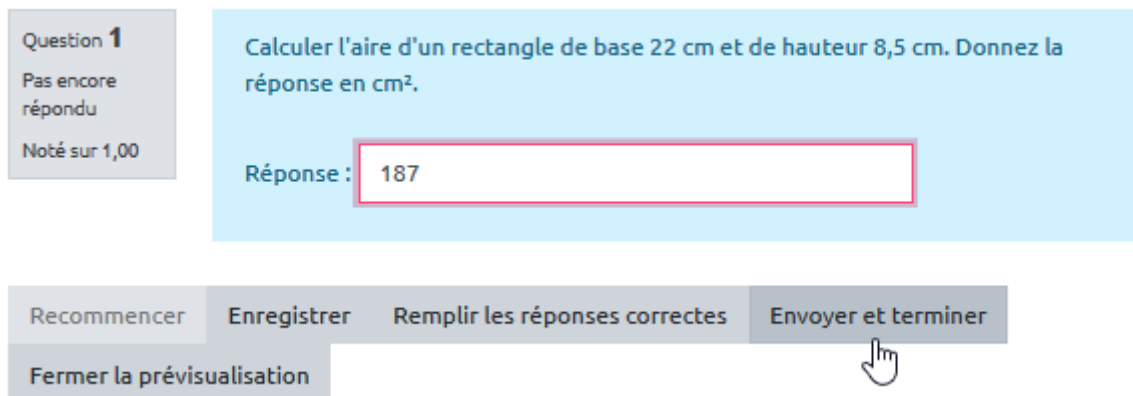 Question 1
Pas encore
répondu
Noté sur 1,00
Calculer l'aire d'un rectangle de base 22 cm et de hauteur 8,5 cm. Donnez la
réponse en cm².
Réponse : 187
Recommencer Enregistrer Remplir les réponses correctes Envoyer et terminer
Fermer la prévisualisation